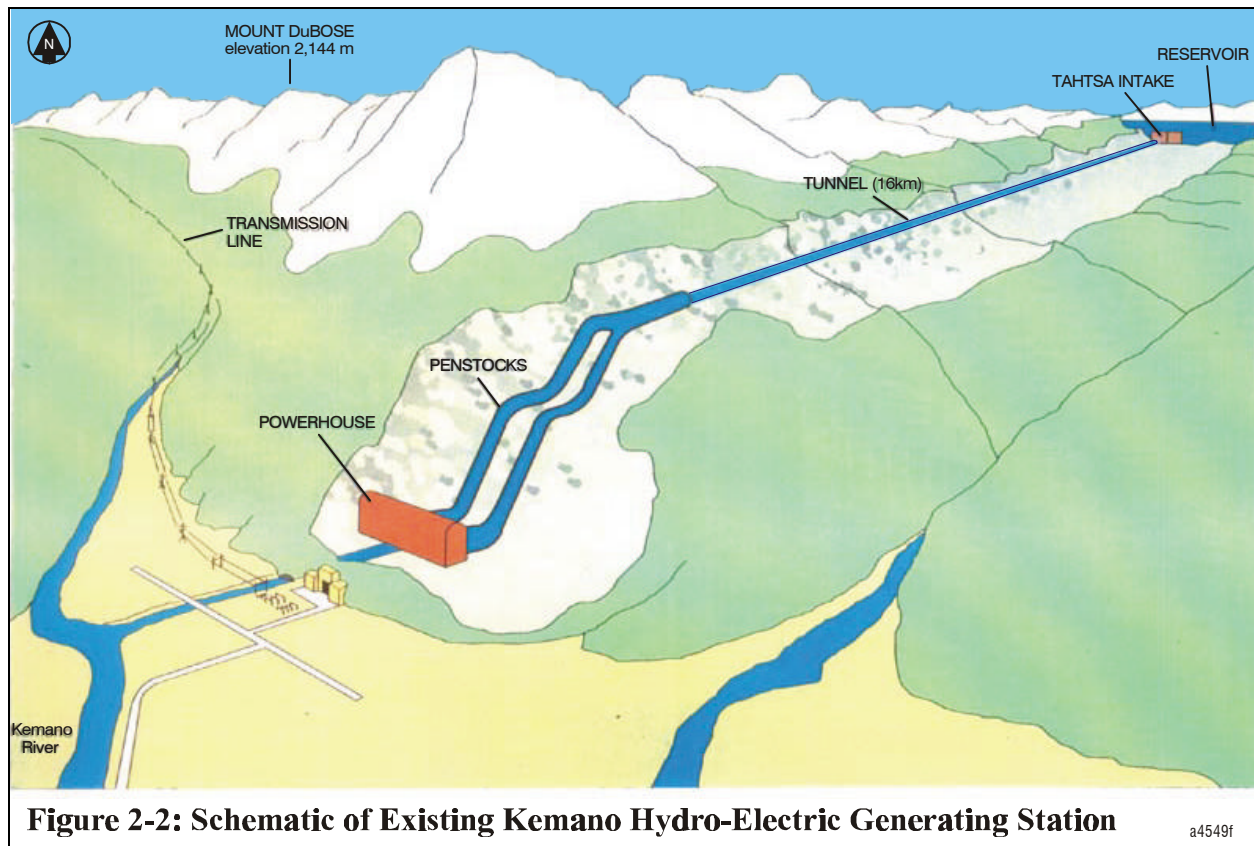 N
MOUNT DuBOSE
elevation 2,144 m
RESERVOIR
TAHTSA INTAKE
TUNNEL (16km)
TRANSMISSION
LINE
PENSTOCKS
POWERHOUSE
Kemano
River
Figure 2-2: Schematic of Existing Kemano Hydro-Electric Generating Station
a4549f